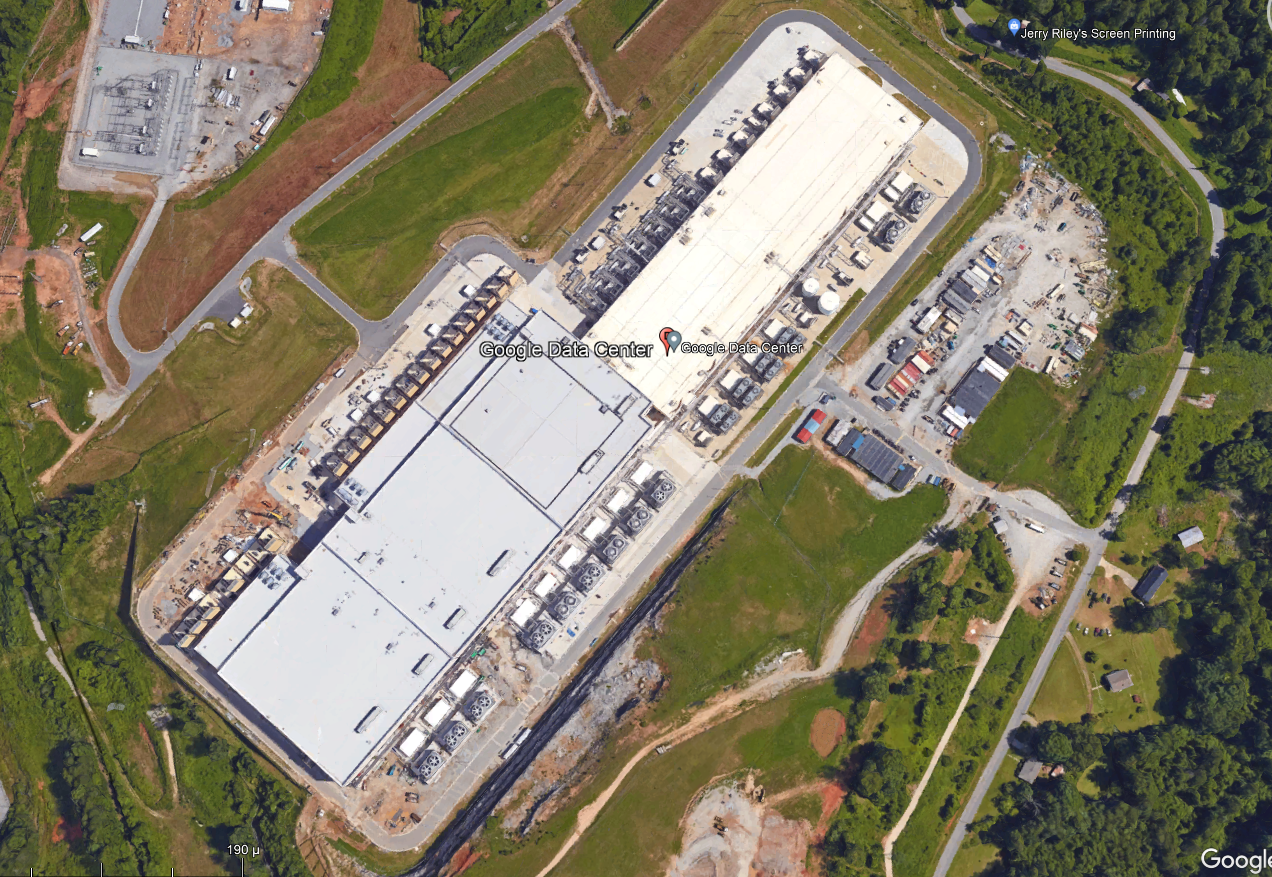 Jerry Riley's Screen Printing
Google Data Center
Google Data Center
190 μ
Google